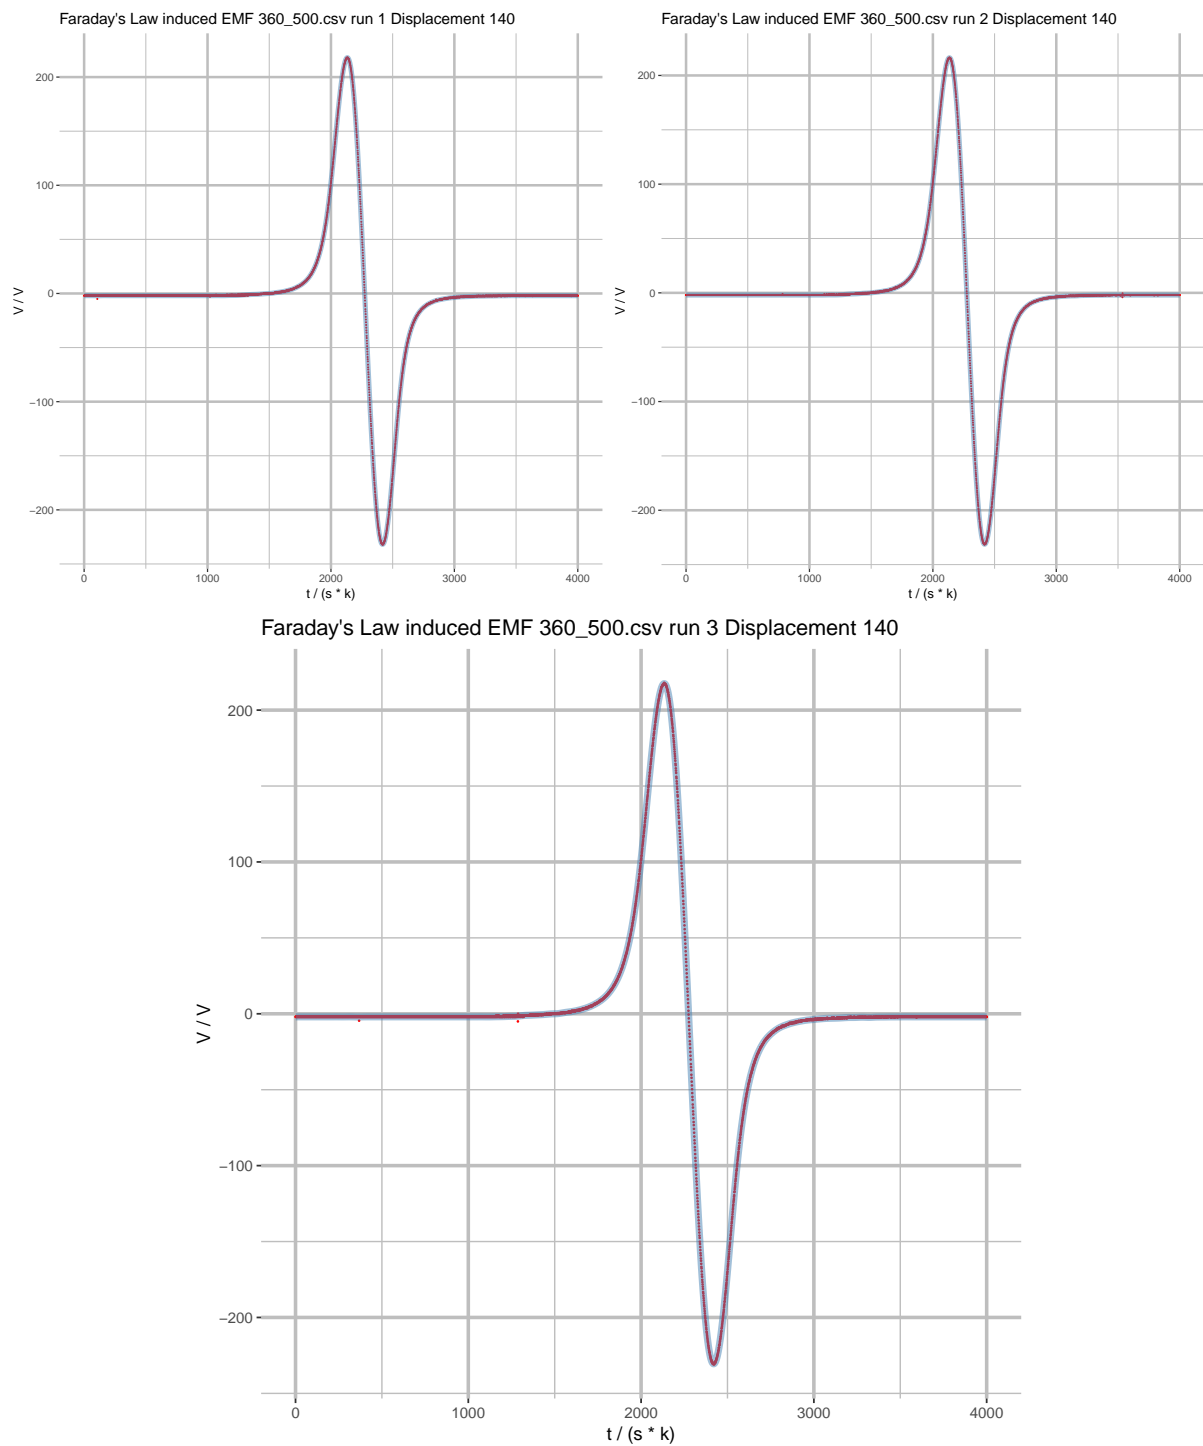 Faraday's Law induced EMF 360_500.csv run 1 Displacement 140
200
100
0
−100
−200
V / V
0 1000 2000 3000 4000
t / (s * k)
Faraday's Law induced EMF 360_500.csv run 2 Displacement 140
200
100
0
−100
−200
V / V
0 1000 2000 3000 4000
t / (s * k)
Faraday's Law induced EMF 360_500.csv run 3 Displacement 140
200
100
0
−100
−200
V / V
0 1000 2000 3000 4000
t / (s * k)